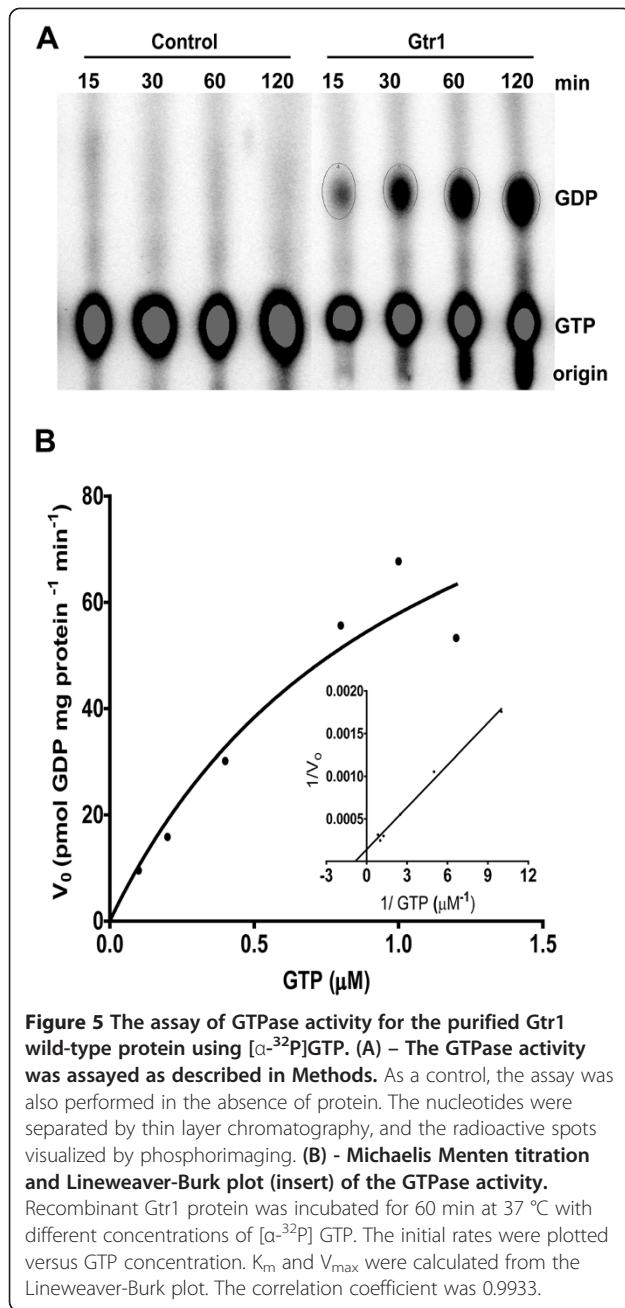 A
Control Gtr1
15 30 60 120 15 30 60 120 min
GDP
GTP
origin
B
V₀ (pmol GDP mg protein ⁻¹ min⁻¹)
80
60
40
20
0
0.0 0.5 1.0 1.5
GTP (μM)
1/Vₒ
0.0020
0.0015
0.0010
0.0005
-3 0 3 6 9 12
1/ GTP (μM⁻¹)
Figure 5 The assay of GTPase activity for the purified Gtr1
wild-type protein using [α-³²P]GTP. (A) – The GTPase activity
was assayed as described in Methods. As a control, the assay was
also performed in the absence of protein. The nucleotides were
separated by thin layer chromatography, and the radioactive spots
visualized by phosphorimaging. (B) - Michaelis Menten titration
and Lineweaver-Burk plot (insert) of the GTPase activity.
Recombinant Gtr1 protein was incubated for 60 min at 37 °C with
different concentrations of [α-³²P] GTP. The initial rates were plotted
versus GTP concentration. Kₘ and Vₘₐₓ were calculated from the
Lineweaver-Burk plot. The correlation coefficient was 0.9933.